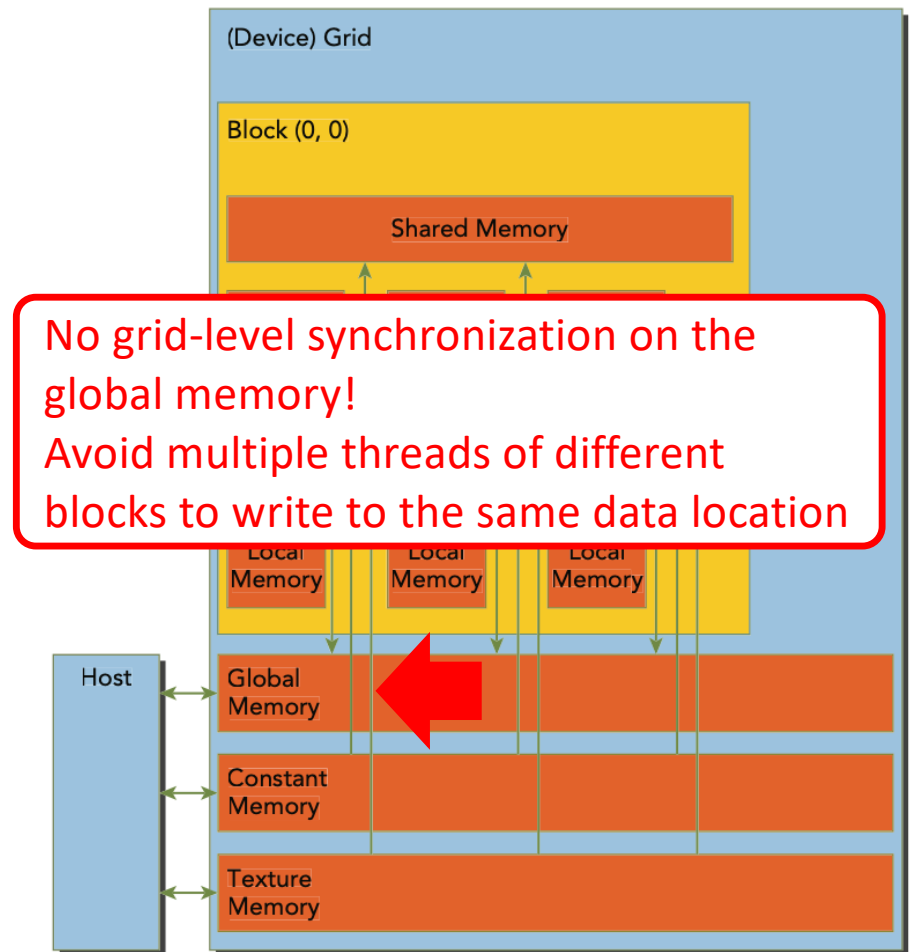 (Device) Grid
Block (0, 0)
Shared Memory
No grid-level synchronization on the
global memory!
Avoid multiple threads of different
blocks to write to the same data location
Local Local Local
Memory Memory Memory
Host
Global
Memory
Constant
Memory
Texture
Memory